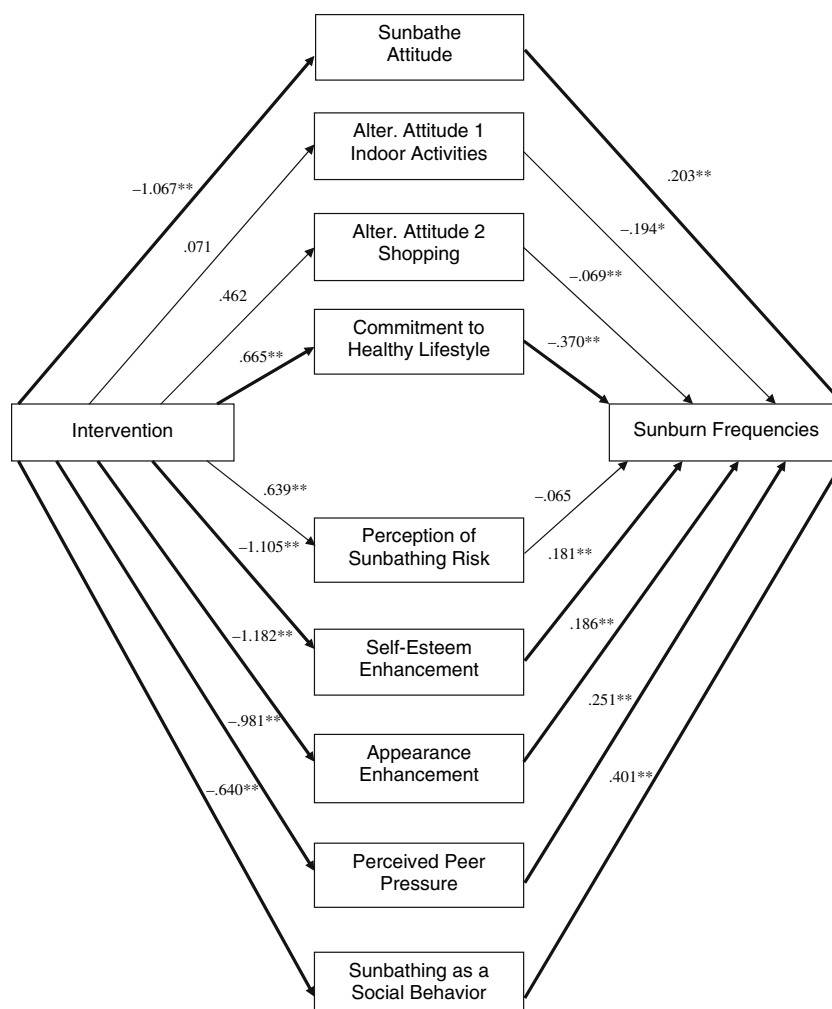 Sunbathe
Attitude
Alter. Attitude 1
Indoor Activities
–1.067**
.203**
.071
–.194*
Alter. Attitude 2
Shopping
.462
–.069**
Commitment to
Healthy Lifestyle
.665**
–.370**
Intervention
Sunburn Frequencies
.639**
–.065
Perception of
Sunbathing Risk
–1.105**
.181**
Self-Esteem
Enhancement
–1.182**
.186**
Appearance
Enhancement
–.981**
.251**
–.640**
.401**
Perceived Peer
Pressure
Sunbathing as a
Social Behavior